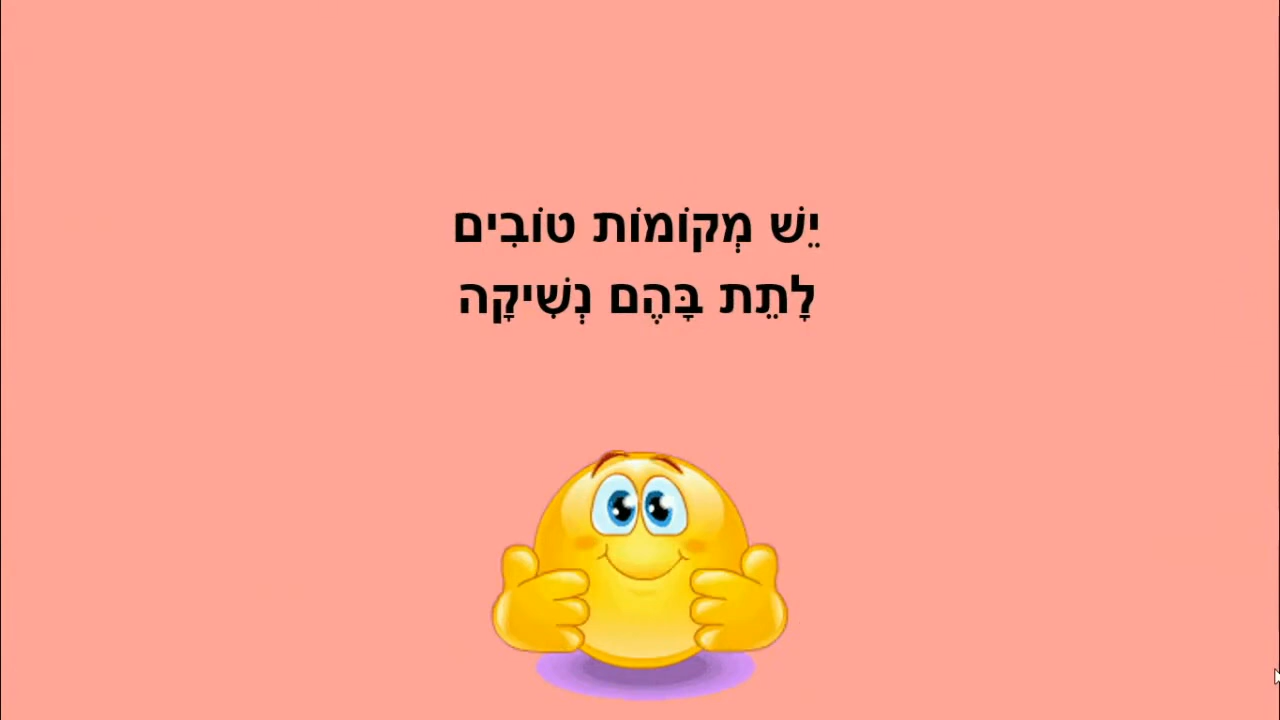 יֵשׁ מְקוֹמוֹת טוֹבִים
לָתֵת בָּהֶם נְשִׁיקָה